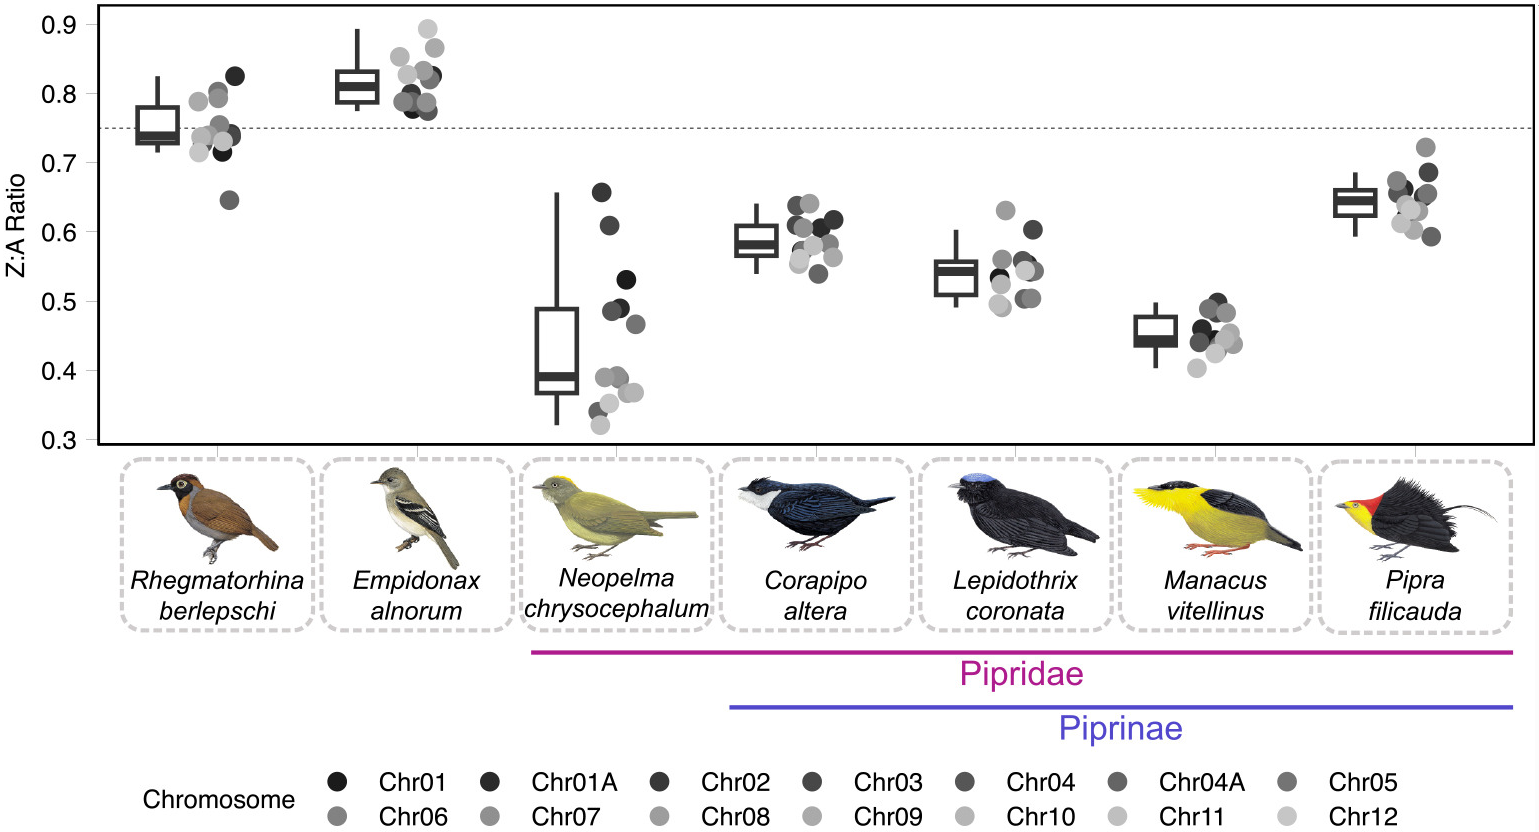 0.9
0.8
0.7
0.6
0.5
0.4
0.3
Z:A Ratio
Rhegmatorhina
berlepschi
Empidonax
alnorum
Neopelma
chrysocephalum
Corapipo
altera
Lepidothrix
coronata
Manacus
vitellinus
Pipra
filicauda
Pipridae
Piprinae
Chromosome
Chr01 Chr01A Chr02 Chr03 Chr04 Chr04A Chr05
Chr06 Chr07 Chr08 Chr09 Chr10 Chr11 Chr12